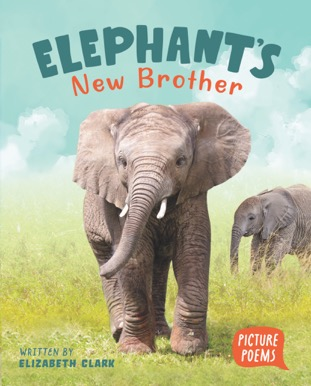 ELEPHANT'S
New Brother
WRITTEN BY
ELIZABETH CLARK
PICTURE
POEMS